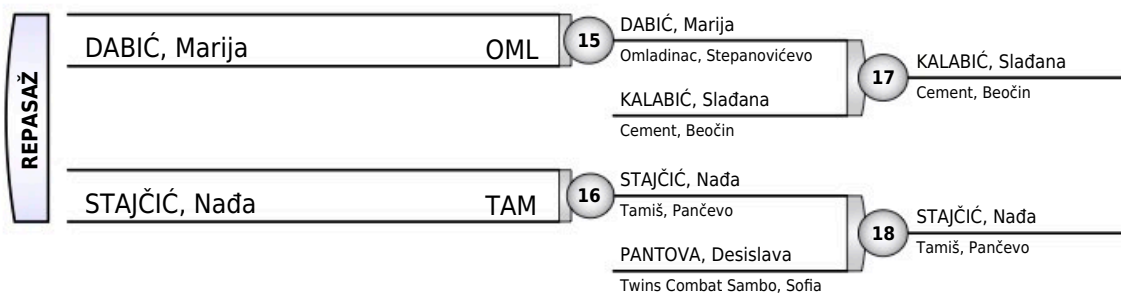 REPASAŽ
DABIĆ, Marija OML
15
DABIĆ, Marija
Omladinac, Stepanovićevo
KALABIĆ, Slađana
Cement, Beočin
17
KALABIĆ, Slađana
Cement, Beočin
STAJČIĆ, Nađa TAM
16
STAJČIĆ, Nađa
Tamiš, Pančevo
PANTOVA, Desislava
Twins Combat Sambo, Sofia
18
STAJČIĆ, Nađa
Tamiš, Pančevo